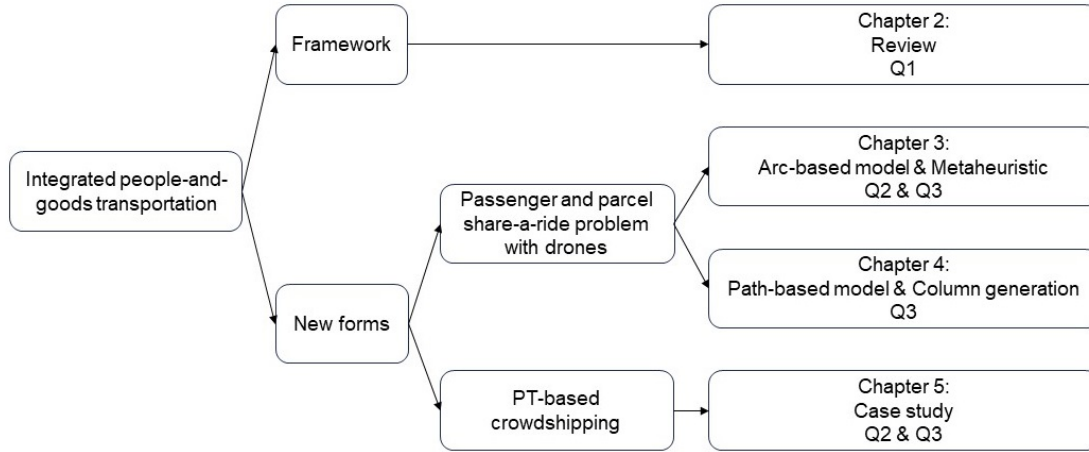 Framework
Chapter 2:
Review
Q1
Integrated people-and-
goods transportation
Passenger and parcel
share-a-ride problem
with drones
Chapter 3:
Arc-based model & Metaheuristic
Q2 & Q3
Chapter 4:
Path-based model & Column generation
Q3
New forms
PT-based
crowdshipping
Chapter 5:
Case study
Q2 & Q3